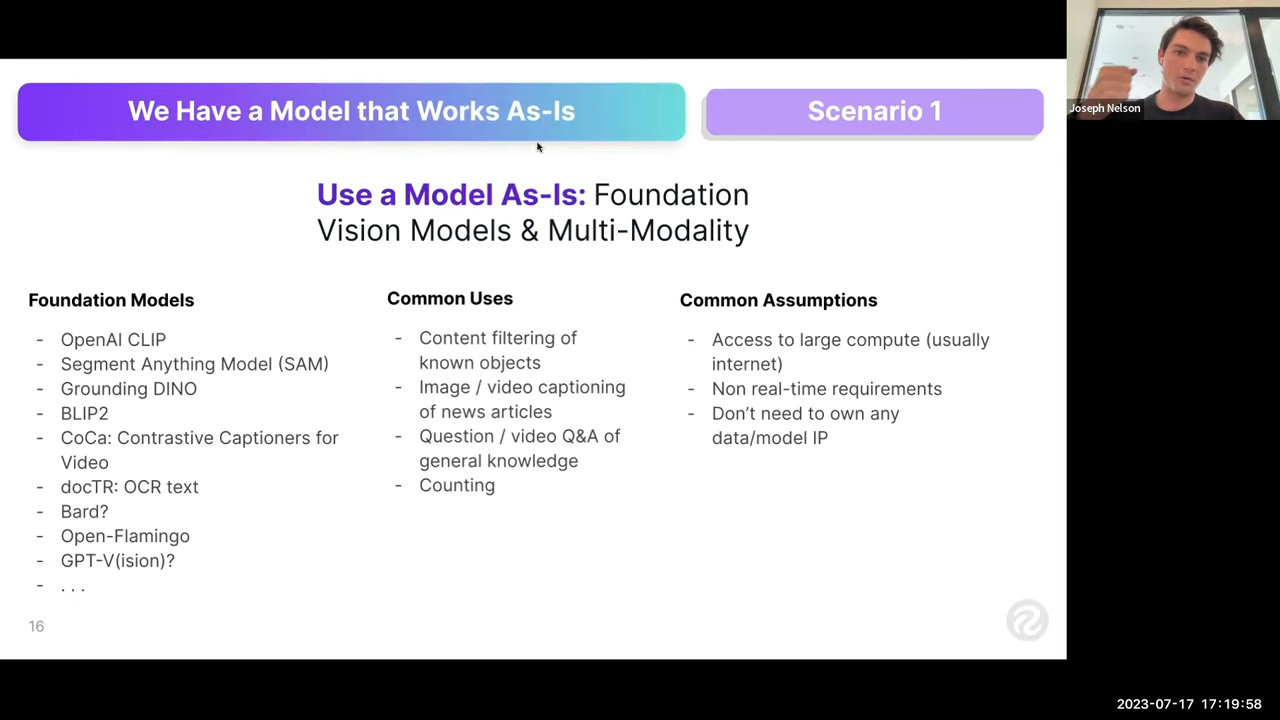 We Have a Model that Works As-Is
Scenario 1
Joseph Nelson
Use a Model As-Is: Foundation
Vision Models & Multi-Modality
Foundation Models
- OpenAI CLIP
- Segment Anything Model (SAM)
- Grounding DINO
- BLIP2
- CoCa: Contrastive Captioners for
Video
- docTR: OCR text
- Bard?
- Open-Flamingo
- GPT-V(ision)?
- . . .
Common Uses
- Content filtering of
known objects
- Image / video captioning
of news articles
- Question / video Q&A of
general knowledge
- Counting
Common Assumptions
- Access to large compute (usually
internet)
- Non real-time requirements
- Don’t need to own any
data/model IP
16
2023-07-17 17:19:58